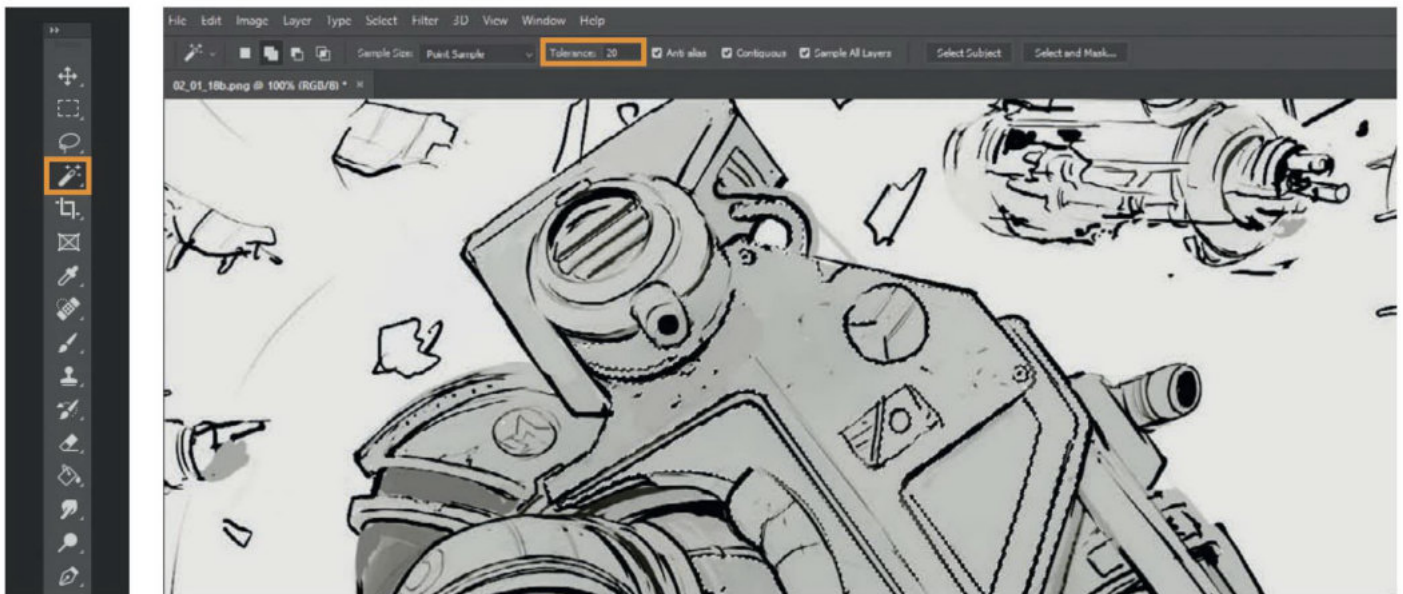 File Edit Image Layer Type Select Filter 3D View Window Help
Sample Size: Point Sample Tolerance: 20 Anti alias Contiguous Sample All Layers Select Subject Select and Mask...
02_01_18b.png @ 100% (RGB/8) *